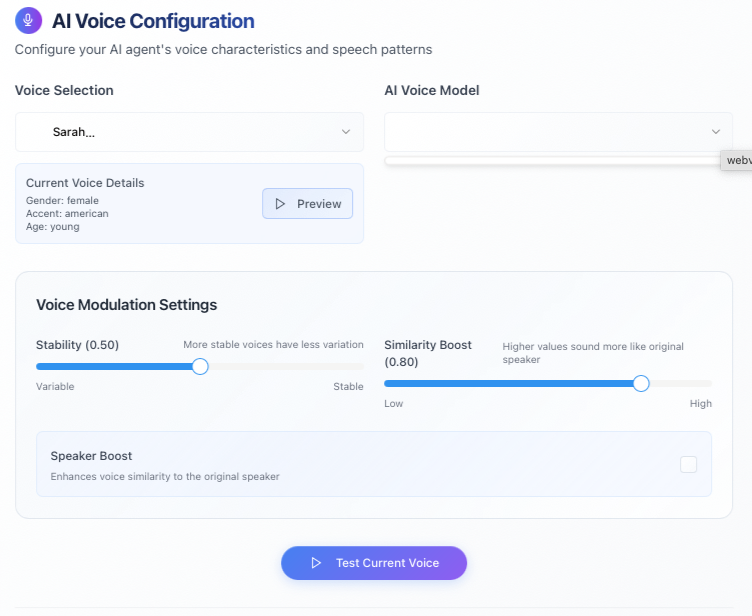 AI Voice Configuration
Configure your AI agent's voice characteristics and speech patterns
Voice Selection
Sarah...
Current Voice Details
Gender: female
Accent: american
Age: young
Preview
AI Voice Model
Voice Modulation Settings
Stability (0.50)
More stable voices have less variation
Variable
Stable
Similarity Boost
(0.80)
Higher values sound more like original
speaker
Low
High
Speaker Boost
Enhances voice similarity to the original speaker
Test Current Voice